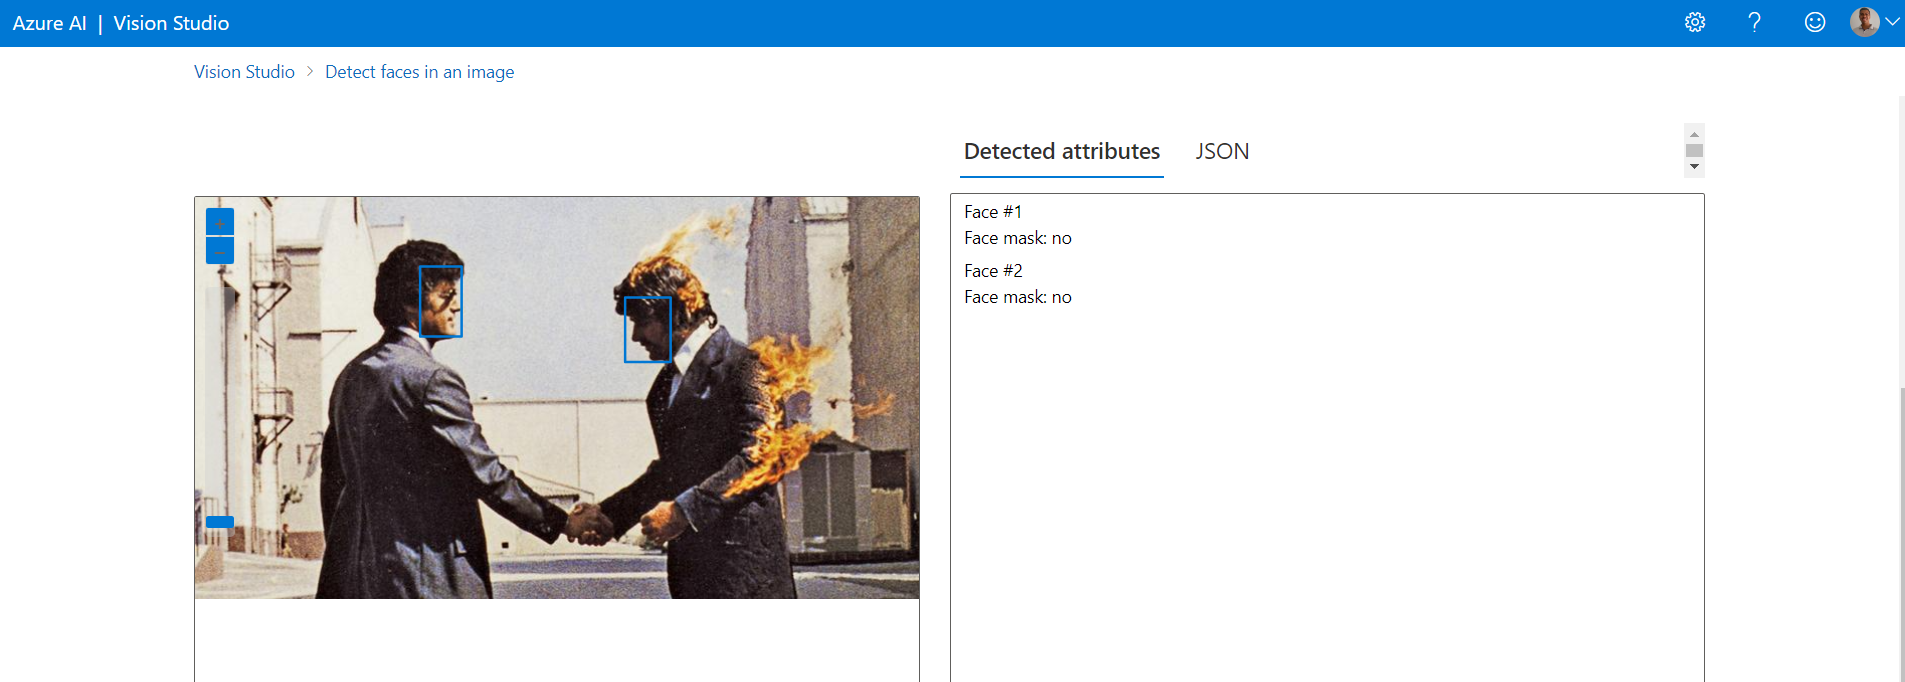 Azure AI | Vision Studio
Vision Studio > Detect faces in an image
Detected attributes JSON
Face #1
Face mask: no
Face #2
Face mask: no